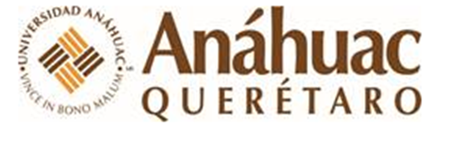 UNIVERSIDAD ANÁHUAC
VINCE IN BONO MALUM
Anáhuac
QUERÉTARO